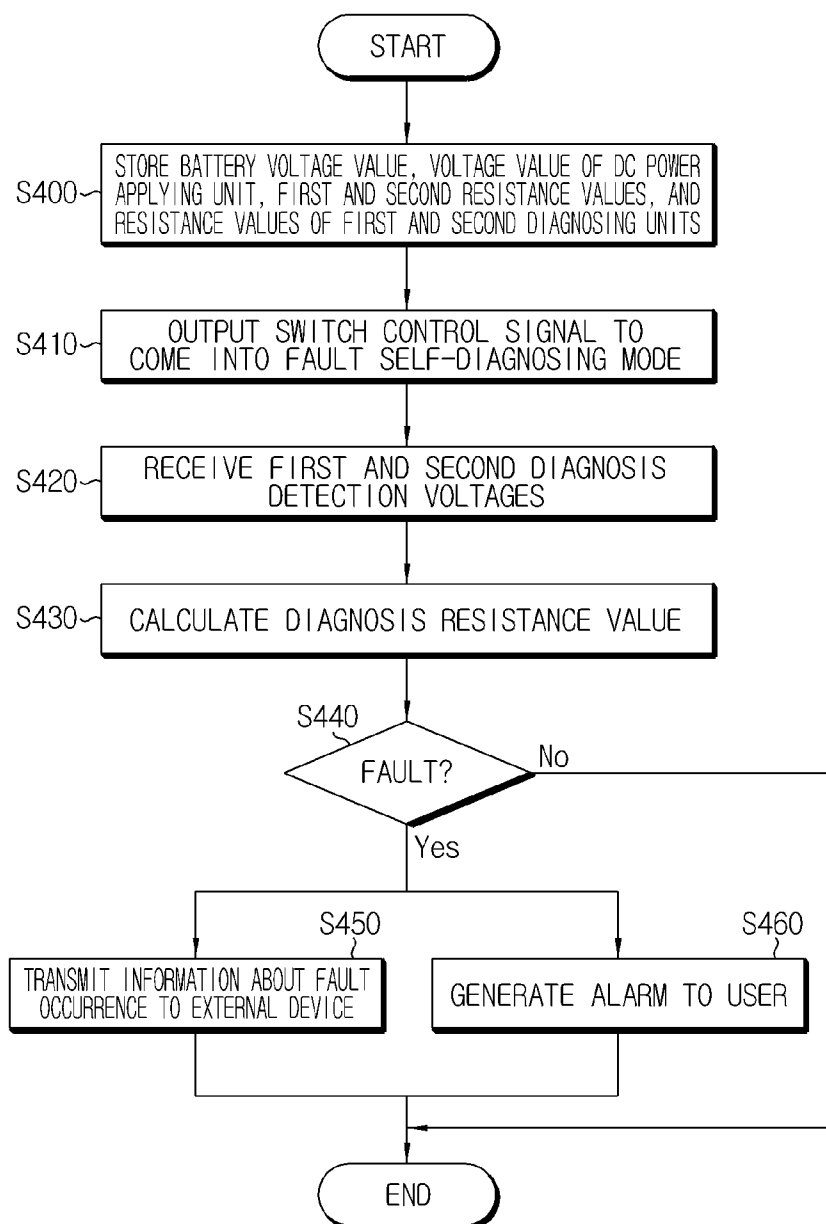 START
S400
STORE BATTERY VOLTAGE VALUE, VOLTAGE VALUE OF DC POWER
APPLYING UNIT, FIRST AND SECOND RESISTANCE VALUES, AND
RESISTANCE VALUES OF FIRST AND SECOND DIAGNOSING UNITS
S410
OUTPUT SWITCH CONTROL SIGNAL TO
COME INTO FAULT SELF-DIAGNOSING MODE
S420
RECEIVE FIRST AND SECOND DIAGNOSIS
DETECTION VOLTAGES
S430
CALCULATE DIAGNOSIS RESISTANCE VALUE
S440
FAULT?
No
Yes
S450
TRANSMIT INFORMATION ABOUT FAULT
OCCURRENCE TO EXTERNAL DEVICE
S460
GENERATE ALARM TO USER
END